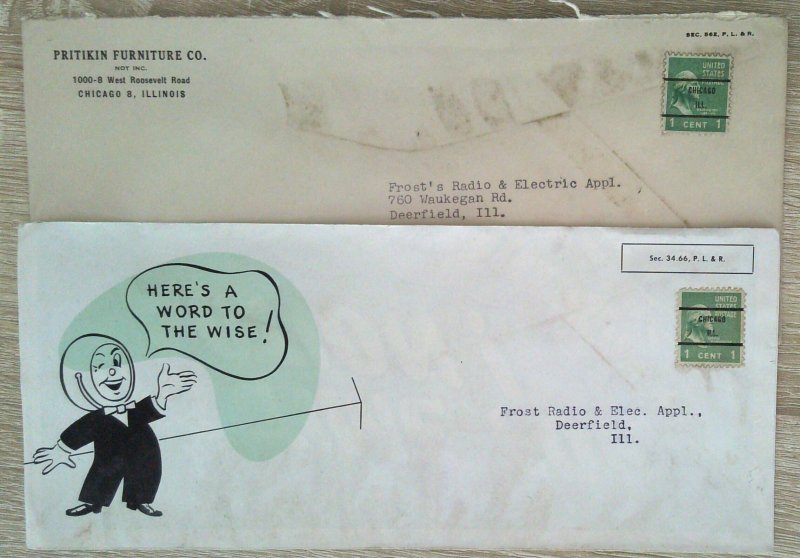 PRITIKIN FURNITURE CO.
NOT INC.
1000-8 West Roosevelt Road
CHICAGO 8, ILLINOIS
SEC. 562, P. L. & R.
UNITED
STATES
POSTAGE
CHICAGO
ILL.
1 CENT 1
Frost's Radio & Electric Appl.
760 Waukegan Rd.
Deerfield, Ill.
HERE'S A
WORD TO
THE WISE!
Sec. 34.66, P. L. & R.
UNITED
STATES
POSTAGE
CHICAGO
ILL.
1 CENT 1
Frost Radio & Elec. Appl.,
Deerfield,
Ill.